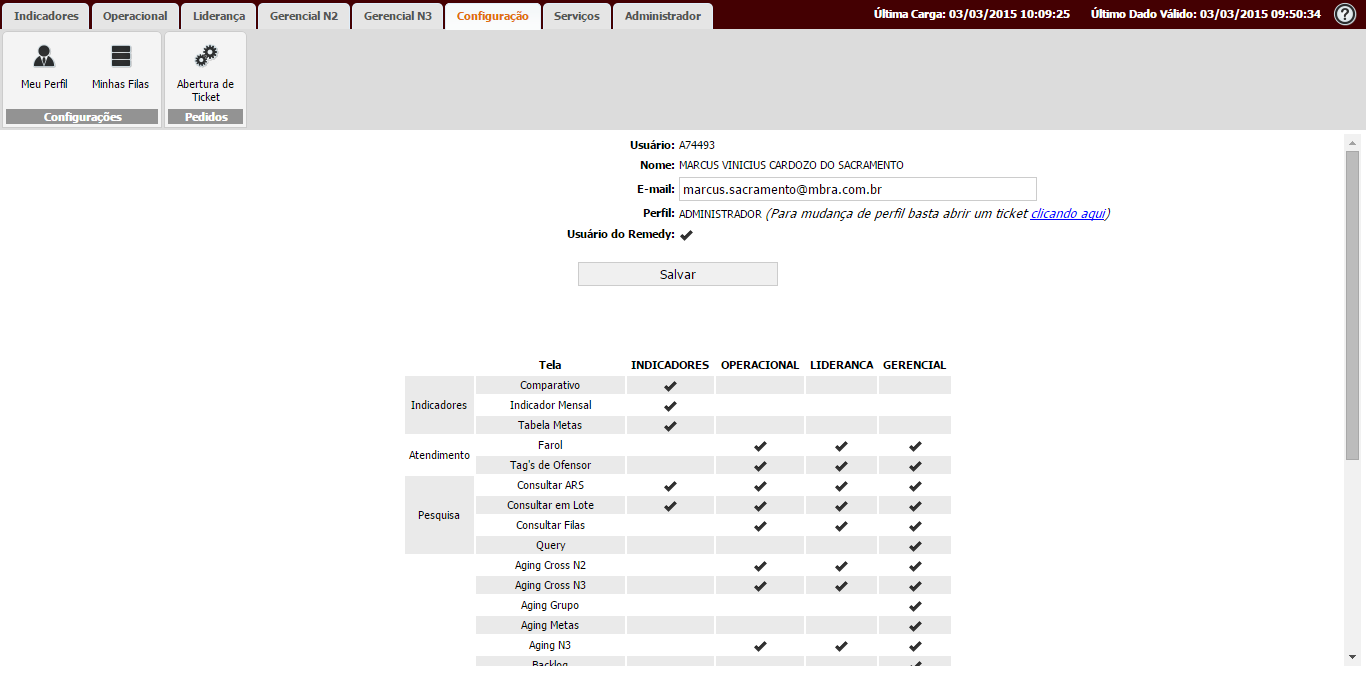 Indicadores Operacional Liderança Gerencial N2 Gerencial N3 Configuração Serviços Administrador Última Carga: 03/03/2015 10:09:25 Último Dado Válido: 03/03/2015 09:50:34 ?
Meu Perfil Minhas Filas Abertura de
Ticket
Configurações Pedidos
Usuário: A74493
Nome: MARCUS VINICIUS CARDOZO DO SACRAMENTO
E-mail: marcus.sacramento@mbra.com.br
Perfil: ADMINISTRADOR (Para mudança de perfil basta abrir um ticket clicando aqui)
Usuário do Remedy:
Salvar
Tela INDICADORES OPERACIONAL LIDERANCA GERENCIAL
Comparativo
Indicadores Indicador Mensal
Tabela Metas
Farol
Atendimento
Tag's de Ofensor
Consultar ARS
Consultar em Lote
Pesquisa
Consultar Filas
Query
Aging Cross N2
Aging Cross N3
Aging Grupo
Aging Metas
Aging N3
Backlog